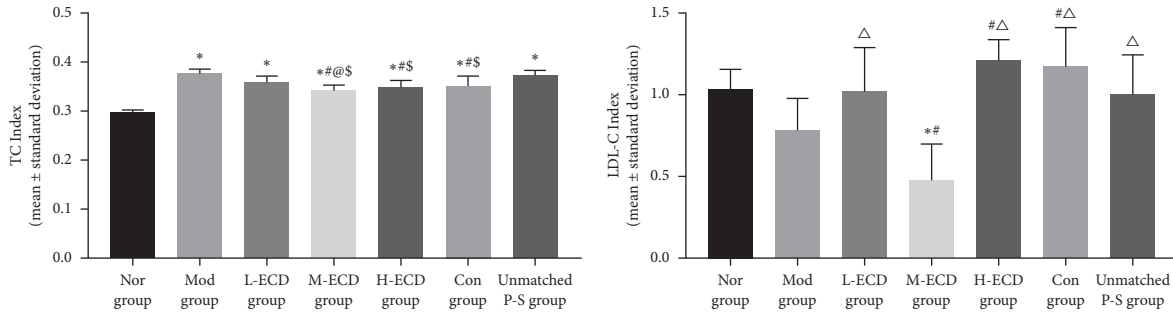 TC Index
(mean ± standard deviation)
0.5
0.4
0.3
0.2
0.1
0.0
*
*
*#@$
*#$
*#$
*
Nor
group
Mod
group
L-ECD
group
M-ECD
group
H-ECD
group
Con
group
Unmatched
P-S group
LDL-C Index
(mean ± standard deviation)
1.5
1.0
0.5
0.0
△
*#
#△
#△
△
Nor
group
Mod
group
L-ECD
group
M-ECD
group
H-ECD
group
Con
group
Unmatched
P-S group